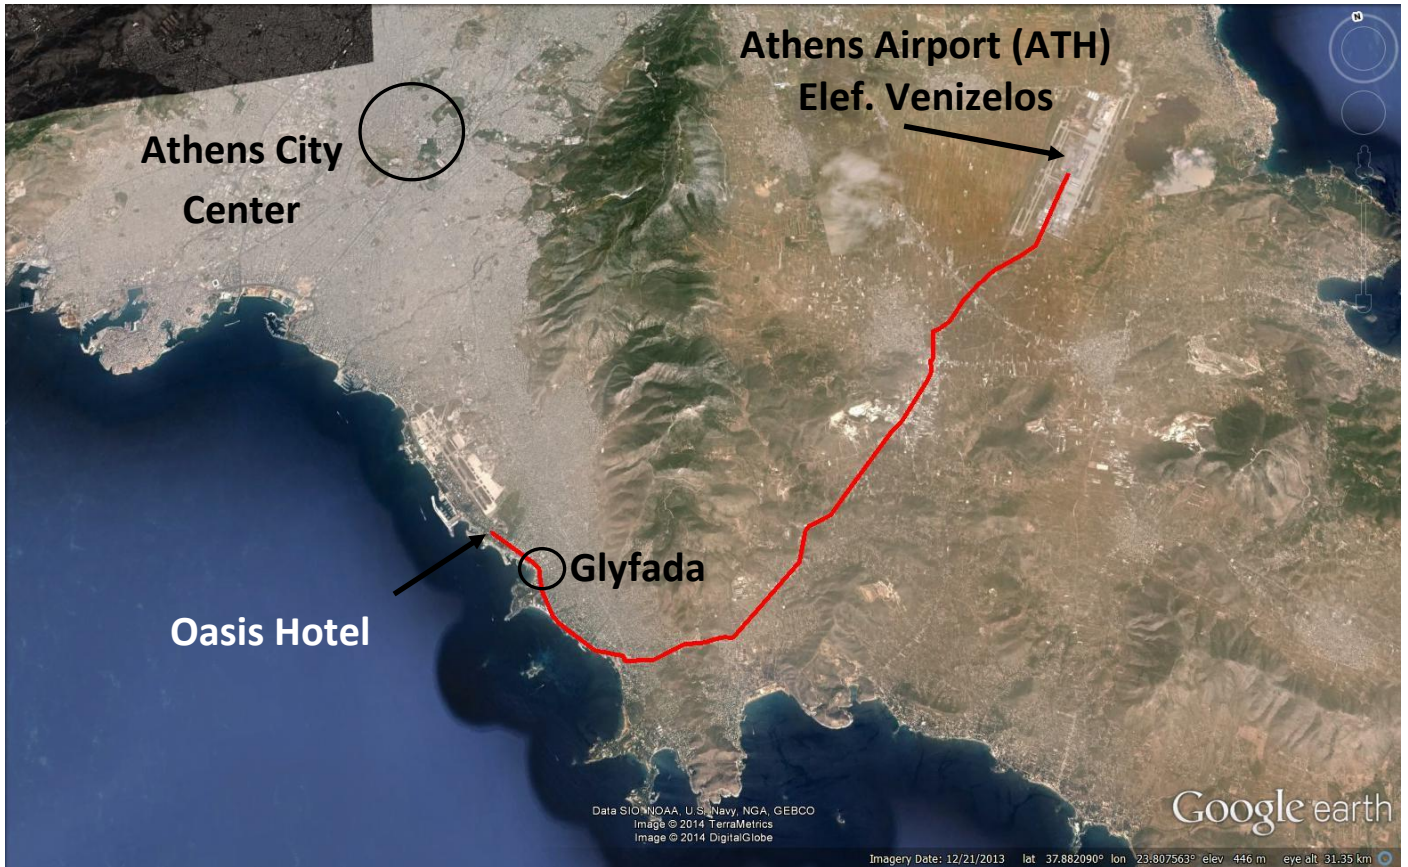 Athens Airport (ATH)
Elef. Venizelos
N
Athens City
Center
Glyfada
Oasis Hotel
Data SIO, NOAA, U.S. Navy, NGA, GEBCO
Image © 2014 TerraMetrics
Image © 2014 DigitalGlobe
Google earth
Imagery Date: 12/21/2013 lat 37.882090° lon 23.807563° elev 446 m eye alt 31.35 km